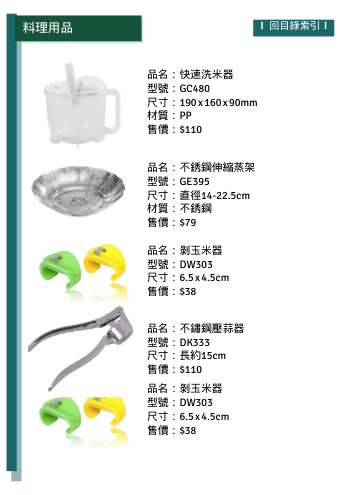 料理用品
I 回目錄索引 I
品名：快速洗米器
型號：GC480
尺寸：190x160x90mm
材質：PP
售價：$110
品名：不銹鋼伸縮蒸架
型號：GE395
尺寸：直徑14-22.5cm
材質：不銹鋼
售價：$79
品名：剝玉米器
型號：DW303
尺寸：6.5x4.5cm
售價：$38
品名：不鏽鋼壓蒜器
型號：DK333
尺寸：長約15cm
售價：$110
品名：剝玉米器
型號：DW303
尺寸：6.5x4.5cm
售價：$38